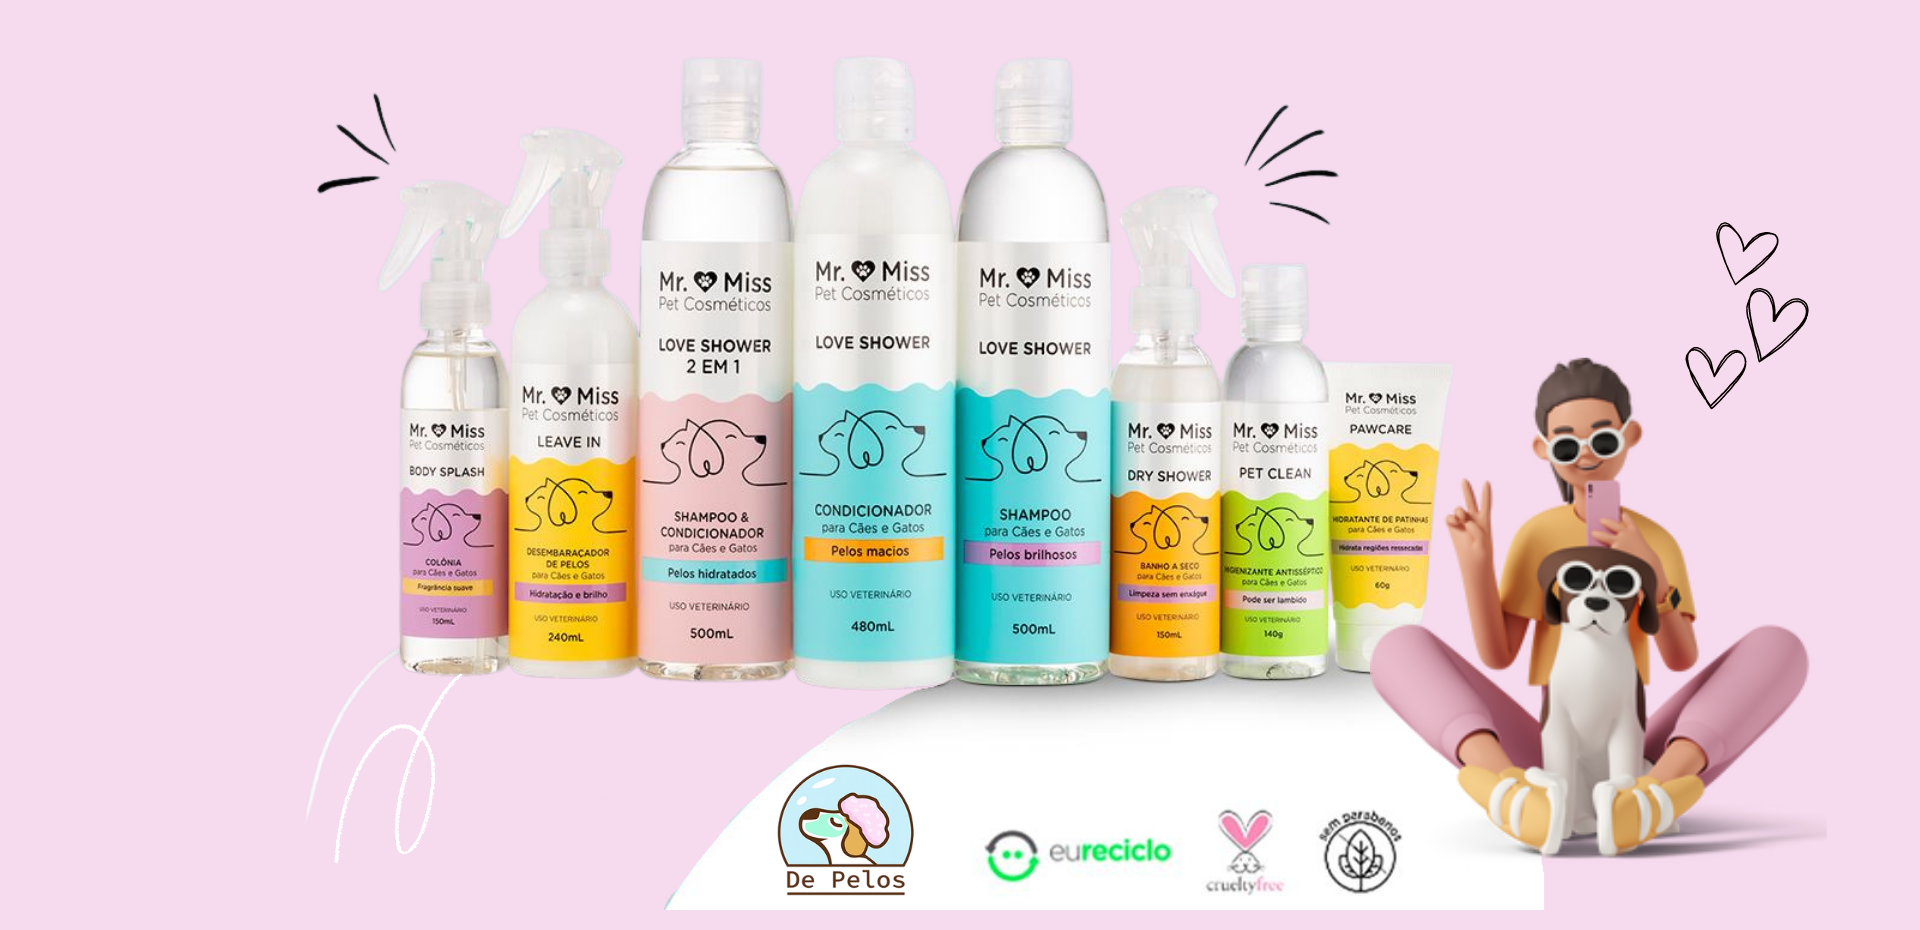 Mr. Miss
Pet Cosméticos
BODY SPLASH
COLÔNIA
para Cães e Gatos
Fragrância suave
USO VETERINÁRIO
150mL
Mr. Miss
Pet Cosméticos
LEAVE IN
DESEMBARAÇADOR
DE PELOS
para Cães e Gatos
Hidratação e brilho
USO VETERINÁRIO
240mL
Mr. Miss
Pet Cosméticos
LOVE SHOWER
2 EM 1
SHAMPOO &
CONDICIONADOR
para Cães e Gatos
Pelos hidratados
USO VETERINÁRIO
500mL
Mr. Miss
Pet Cosméticos
LOVE SHOWER
CONDICIONADOR
para Cães e Gatos
Pelos macios
USO VETERINÁRIO
480mL
Mr. Miss
Pet Cosméticos
LOVE SHOWER
SHAMPOO
para Cães e Gatos
Pelos brilhosos
USO VETERINÁRIO
500mL
Mr. Miss
Pet Cosméticos
DRY SHOWER
BANHO A SECO
para Cães e Gatos
Limpeza sem enxágue
USO VETERINÁRIO
150mL
Mr. Miss
Pet Cosméticos
PET CLEAN
HIGIENIZANTE ANTISSÉPTICO
para Cães e Gatos
Pode ser lambido
USO VETERINÁRIO
140g
Mr. Miss
Pet Cosméticos
PAWCARE
HIDRATANTE DE PATINHAS
para Cães e Gatos
Hidrata regiões ressecadas
USO VETERINÁRIO
60g
De Pelos
eureciclo
crueltyfree
sem parabenos